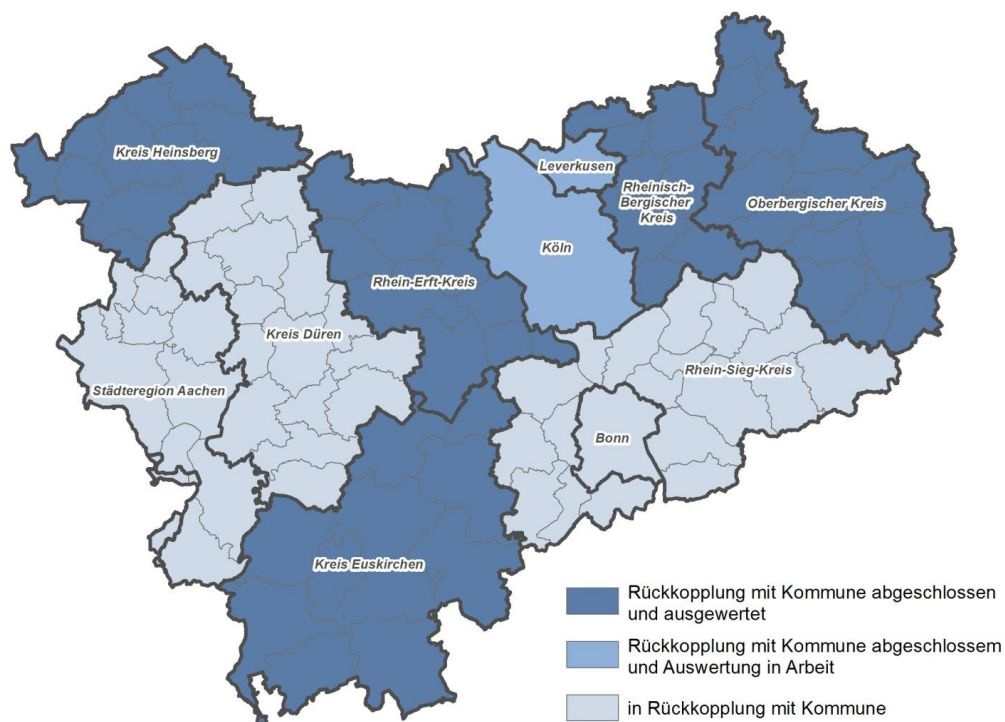 Kreis Heinsberg
Leverkusen
Rheinisch-
Bergischer
Kreis
Oberbergischer Kreis
Köln
Rhein-Erft-Kreis
Kreis Düren
Städteregion Aachen
Rhein-Sieg-Kreis
Bonn
Kreis Euskirchen
Rückkopplung mit Kommune abgeschlossen
und ausgewertet
Rückkopplung mit Kommune abgeschlossem
und Auswertung in Arbeit
in Rückkopplung mit Kommune